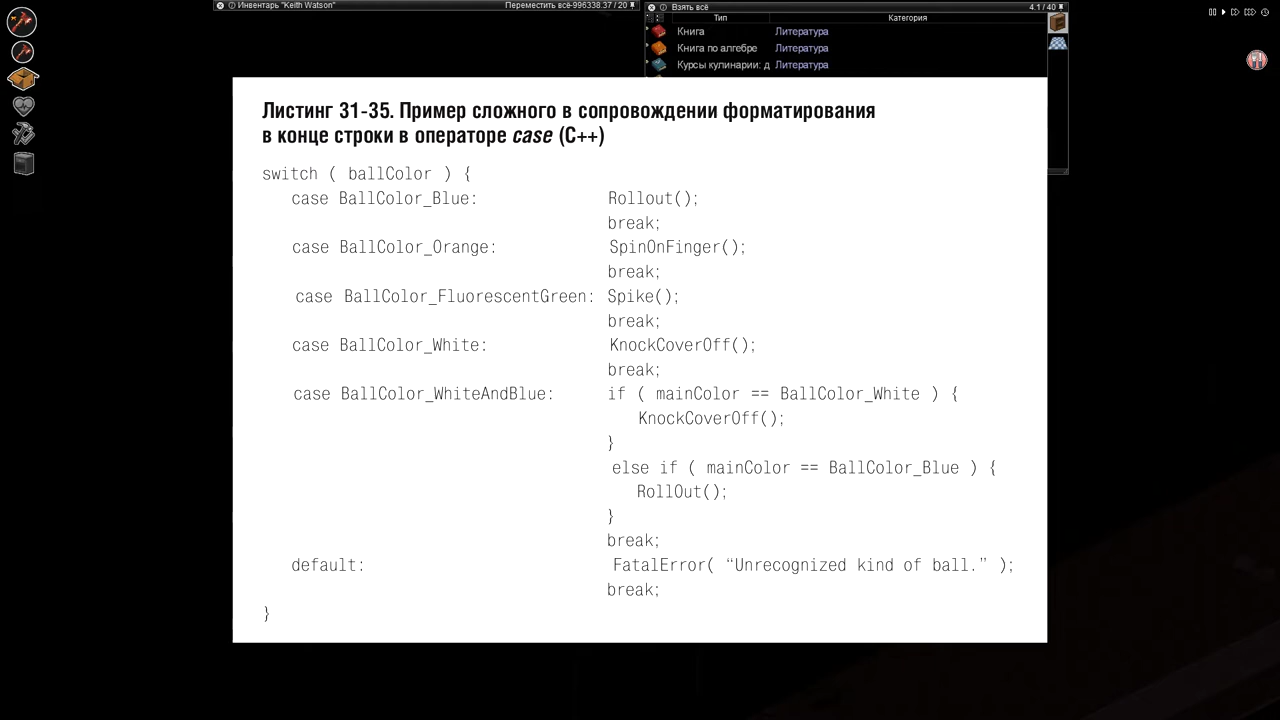 Инвентарь "Keith Watson"
Переместить всё-996338.37 / 20
Взять всё
4.1 / 40
Тип
Категория
Книга
Литература
Книга по алгебре
Литература
Курсы кулинарии: д
Литература
Листинг 31-35. Пример сложного в сопровождении форматирования
в конце строки в операторе case (C++)
switch ( ballColor ) {
case BallColor_Blue: Rollout();
break;
case BallColor_Orange: SpinOnFinger();
break;
case BallColor_FluorescentGreen: Spike();
break;
case BallColor_White: KnockCoverOff();
break;
case BallColor_WhiteAndBlue: if ( mainColor == BallColor_White ) {
KnockCoverOff();
}
else if ( mainColor == BallColor_Blue ) {
RollOut();
}
break;
default: FatalError( “Unrecognized kind of ball.” );
break;
}